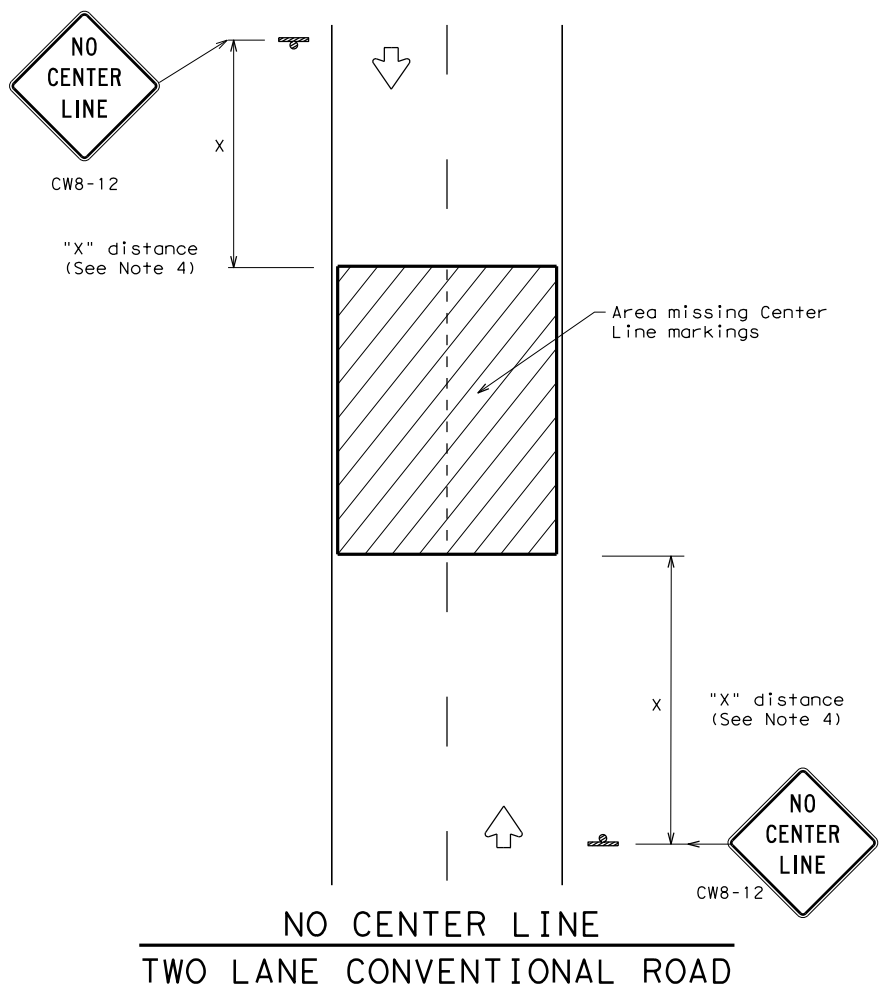 NO
CENTER
LINE
CW8-12
X
"X" distance
(See Note 4)
Area missing Center
Line markings
X
"X" distance
(See Note 4)
NO
CENTER
LINE
CW8-12
NO CENTER LINE
TWO LANE CONVENTIONAL ROAD